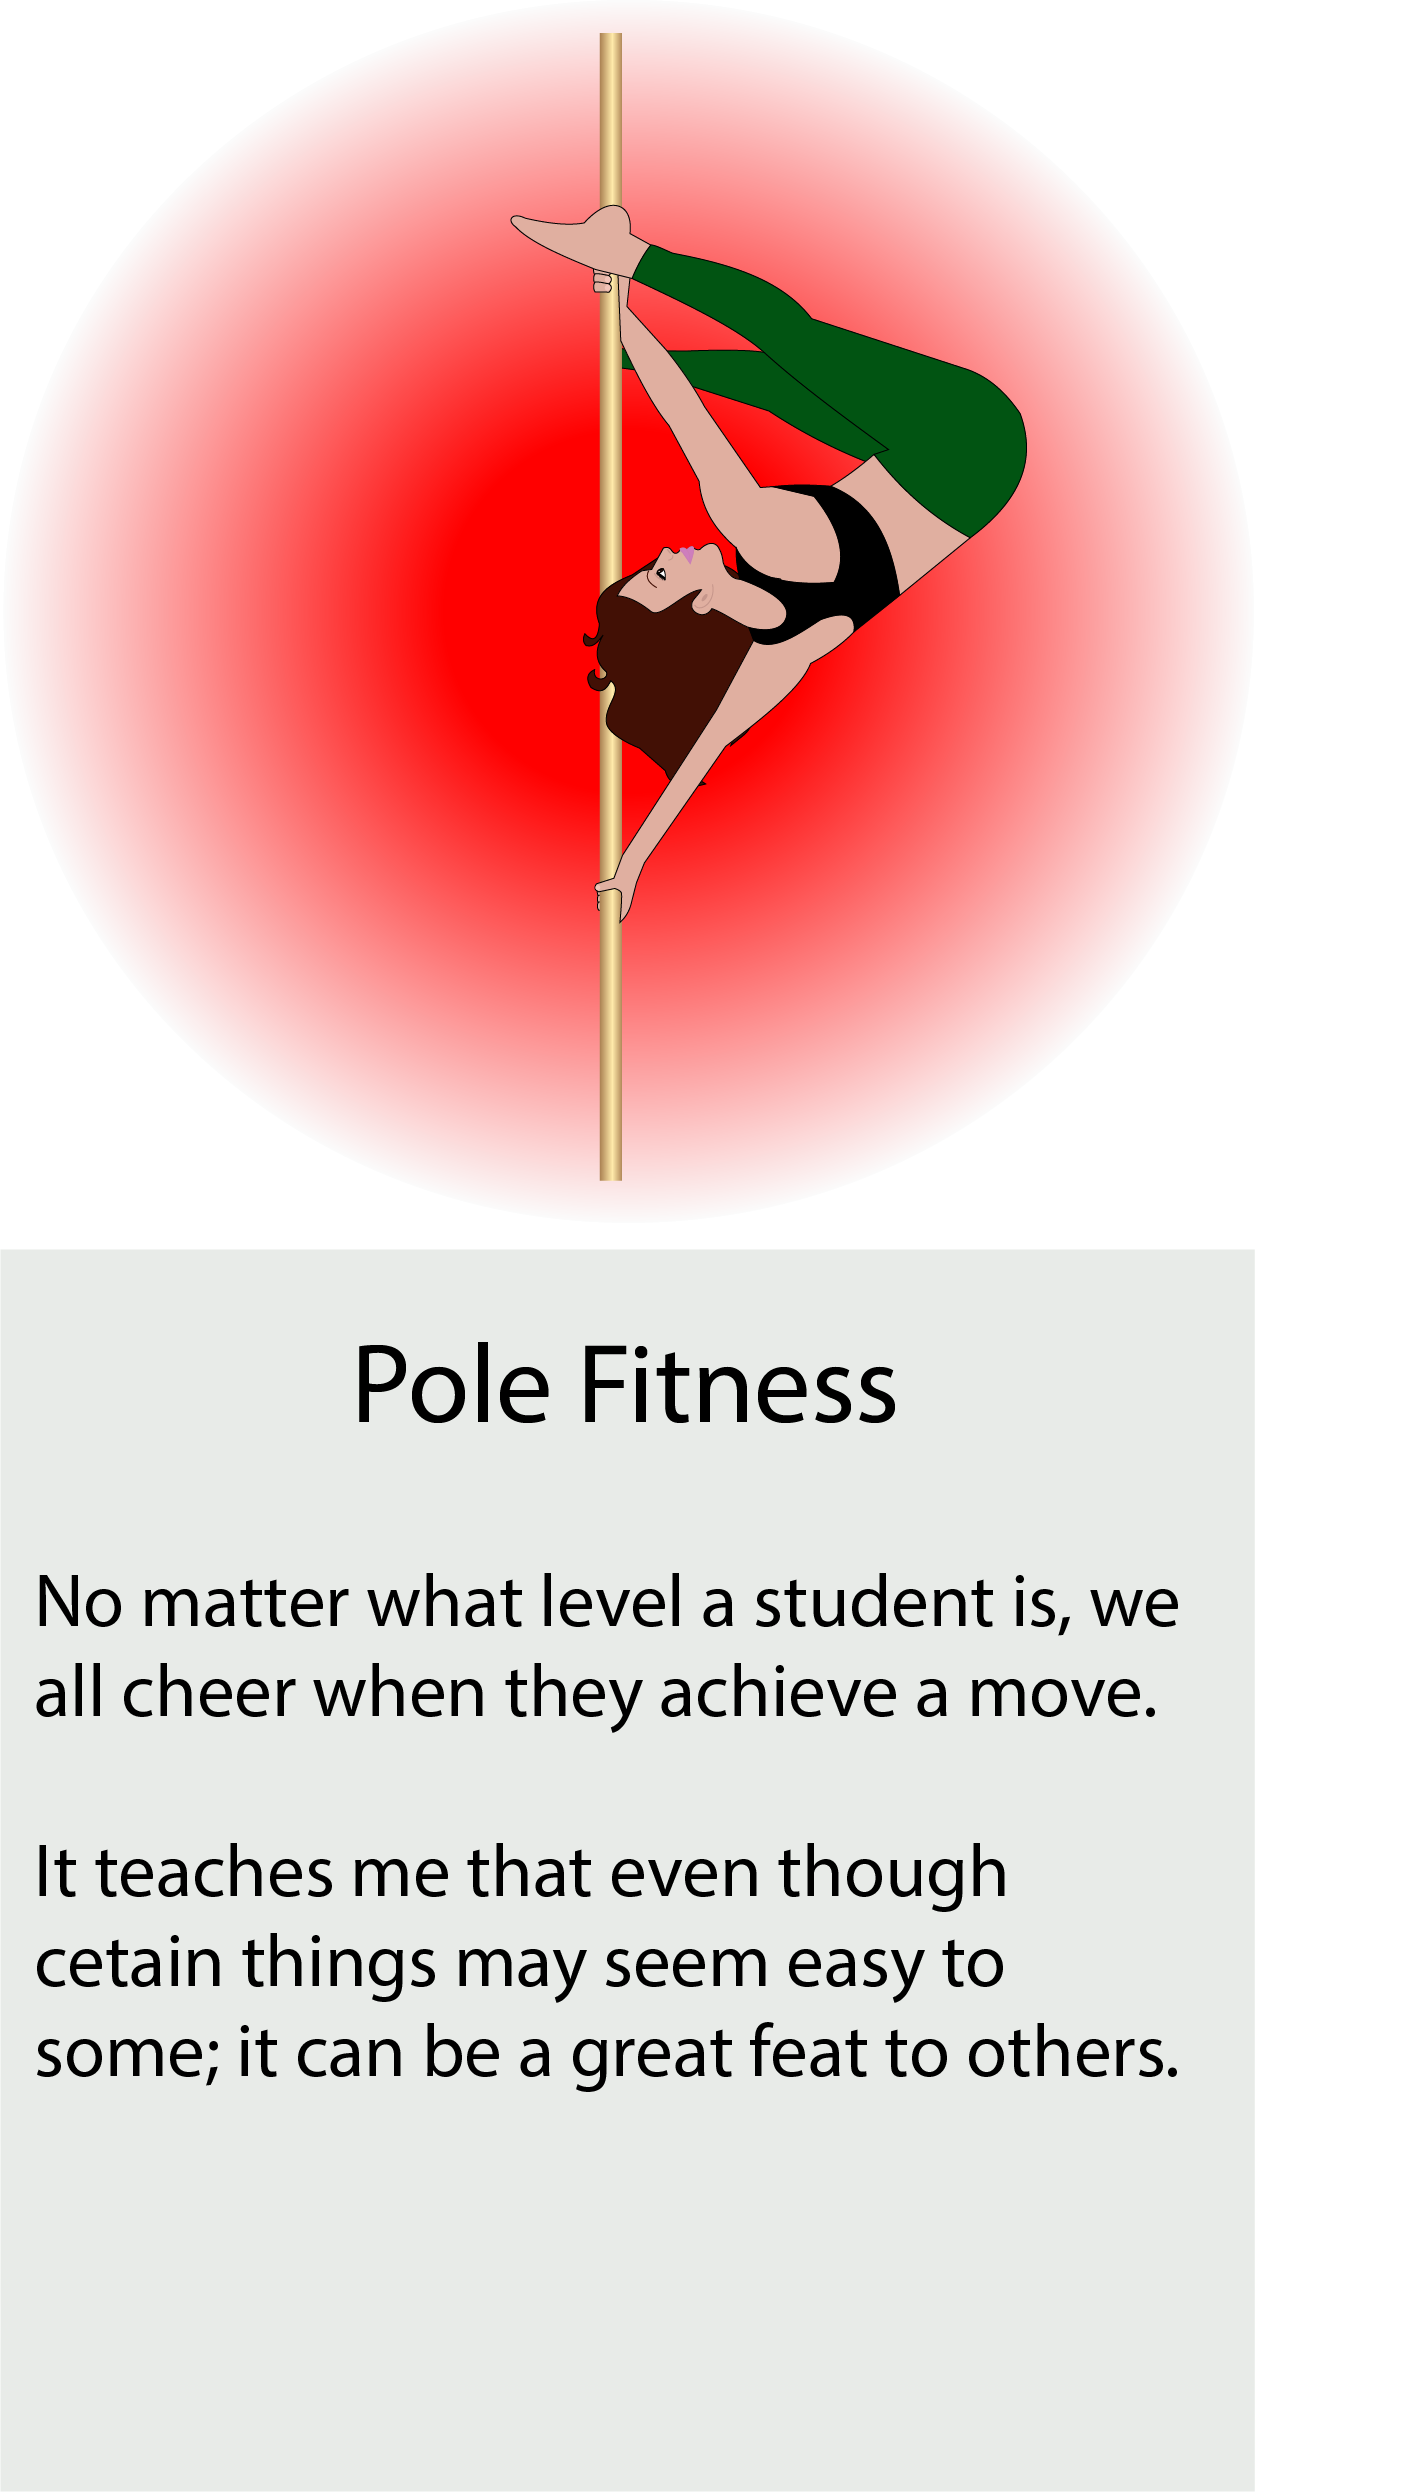 Pole Fitness
No matter what level a student is, we
all cheer when they achieve a move.
It teaches me that even though
cetain things may seem easy to
some; it can be a great feat to others.